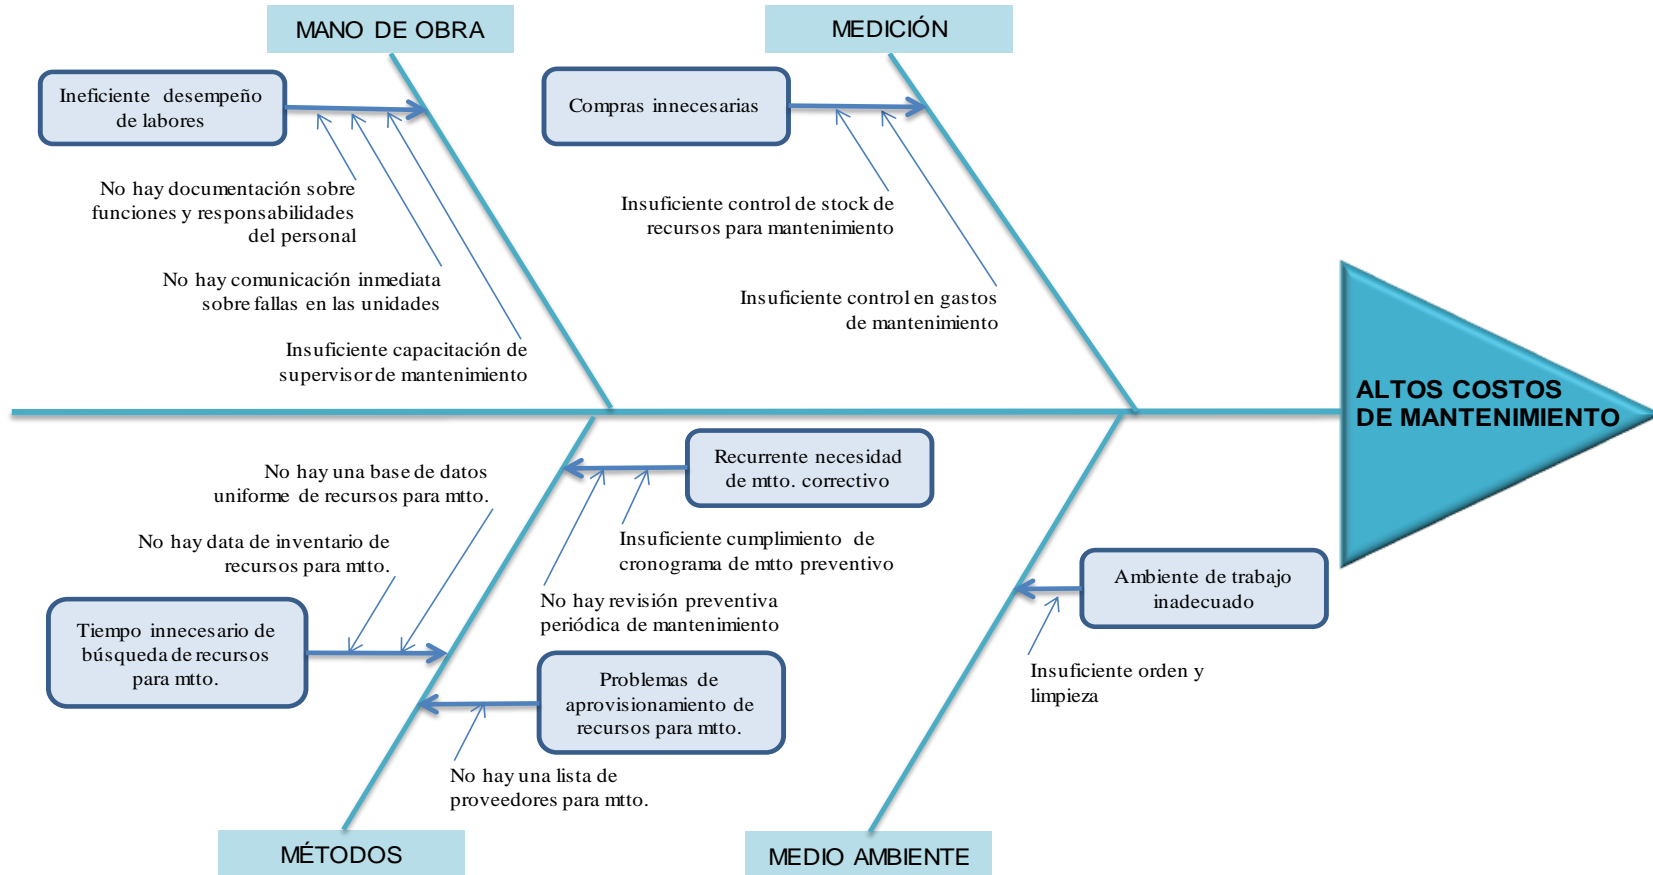 MANO DE OBRA
MEDICIÓN
Ineficiente desempeño
de labores
Compras innecesarias
No hay documentación sobre
funciones y responsabilidades
del personal
Insuficiente control de stock de
recursos para mantenimiento
No hay comunicación inmediata
sobre fallas en las unidades
Insuficiente control en gastos
de mantenimiento
Insuficiente capacitación de
supervisor de mantenimiento
ALTOS COSTOS
DE MANTENIMIENTO
No hay una base de datos
uniforme de recursos para mtto.
Recurrente necesidad
de mtto. correctivo
No hay data de inventario de
recursos para mtto.
Insuficiente cumplimiento de
cronograma de mtto preventivo
No hay revisión preventiva
periódica de mantenimiento
Ambiente de trabajo
inadecuado
Tiempo innecesario de
búsqueda de recursos
para mtto.
Problemas de
aprovisionamiento de
recursos para mtto.
Insuficiente orden y
limpieza
No hay una lista de
proveedores para mtto.
MÉTODOS
MEDIO AMBIENTE